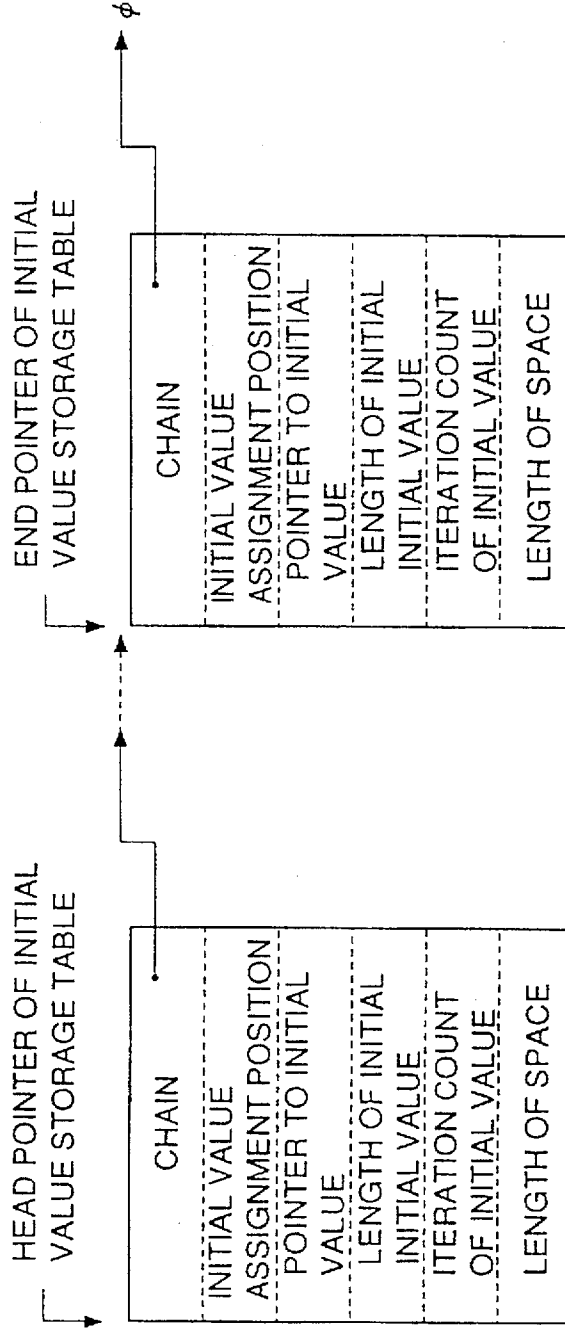 HEAD POINTER OF INITIAL
VALUE STORAGE TABLE
CHAIN
INITIAL VALUE
ASSIGNMENT POSITION
POINTER TO INITIAL
VALUE
LENGTH OF INITIAL
INITIAL VALUE
ITERATION COUNT
OF INITIAL VALUE
LENGTH OF SPACE
END POINTER OF INITIAL
VALUE STORAGE TABLE
φ
CHAIN
INITIAL VALUE
ASSIGNMENT POSITION
POINTER TO INITIAL
VALUE
LENGTH OF INITIAL
INITIAL VALUE
ITERATION COUNT
OF INITIAL VALUE
LENGTH OF SPACE